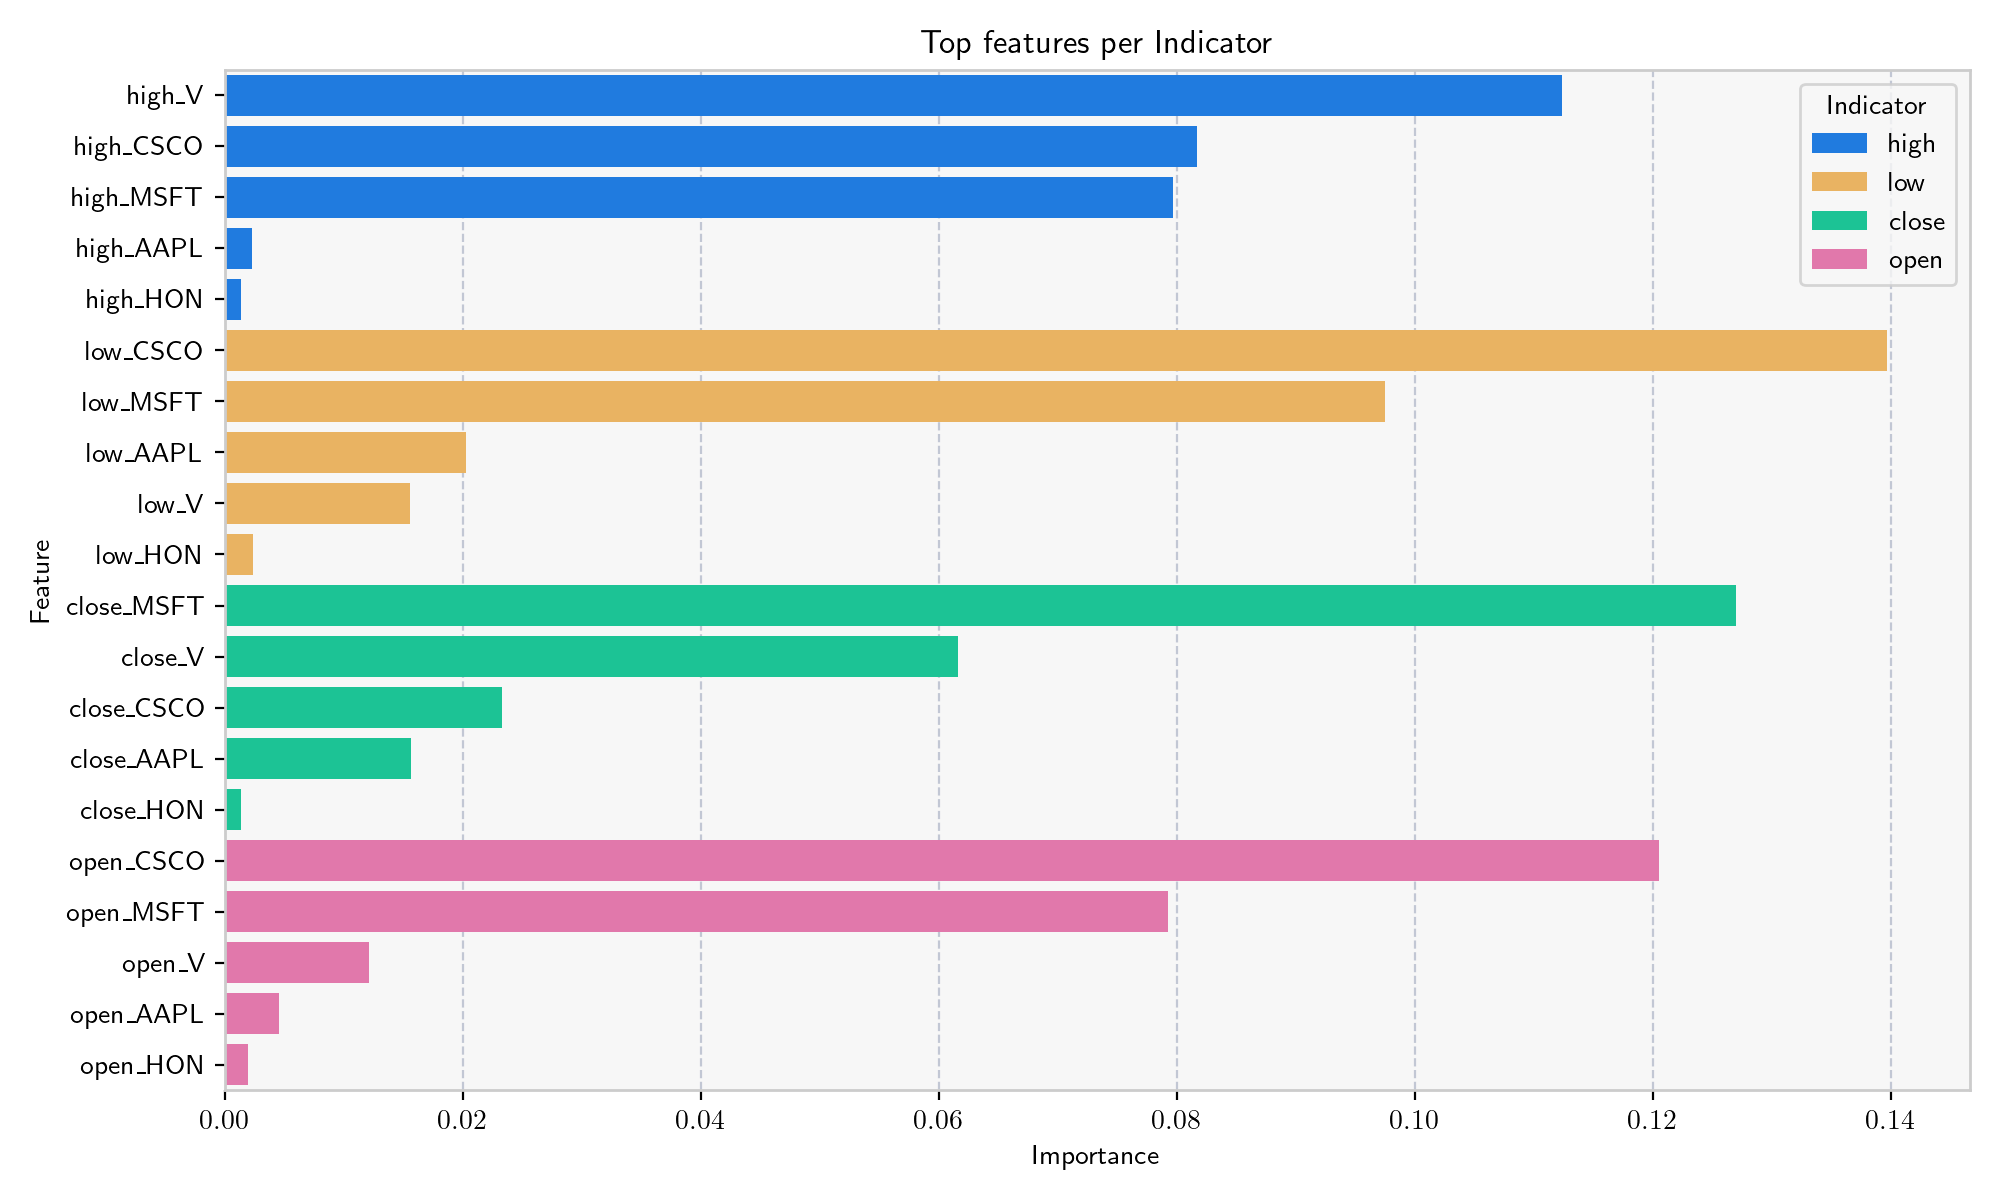 Top features per Indicator
Indicator
high
low
close
open
Feature
high_V
high_CSCO
high_MSFT
high_AAPL
high_HON
low_CSCO
low_MSFT
low_AAPL
low_V
low_HON
close_MSFT
close_V
close_CSCO
close_AAPL
close_HON
open_CSCO
open_MSFT
open_V
open_AAPL
open_HON
0.00 0.02 0.04 0.06 0.08 0.10 0.12 0.14
Importance